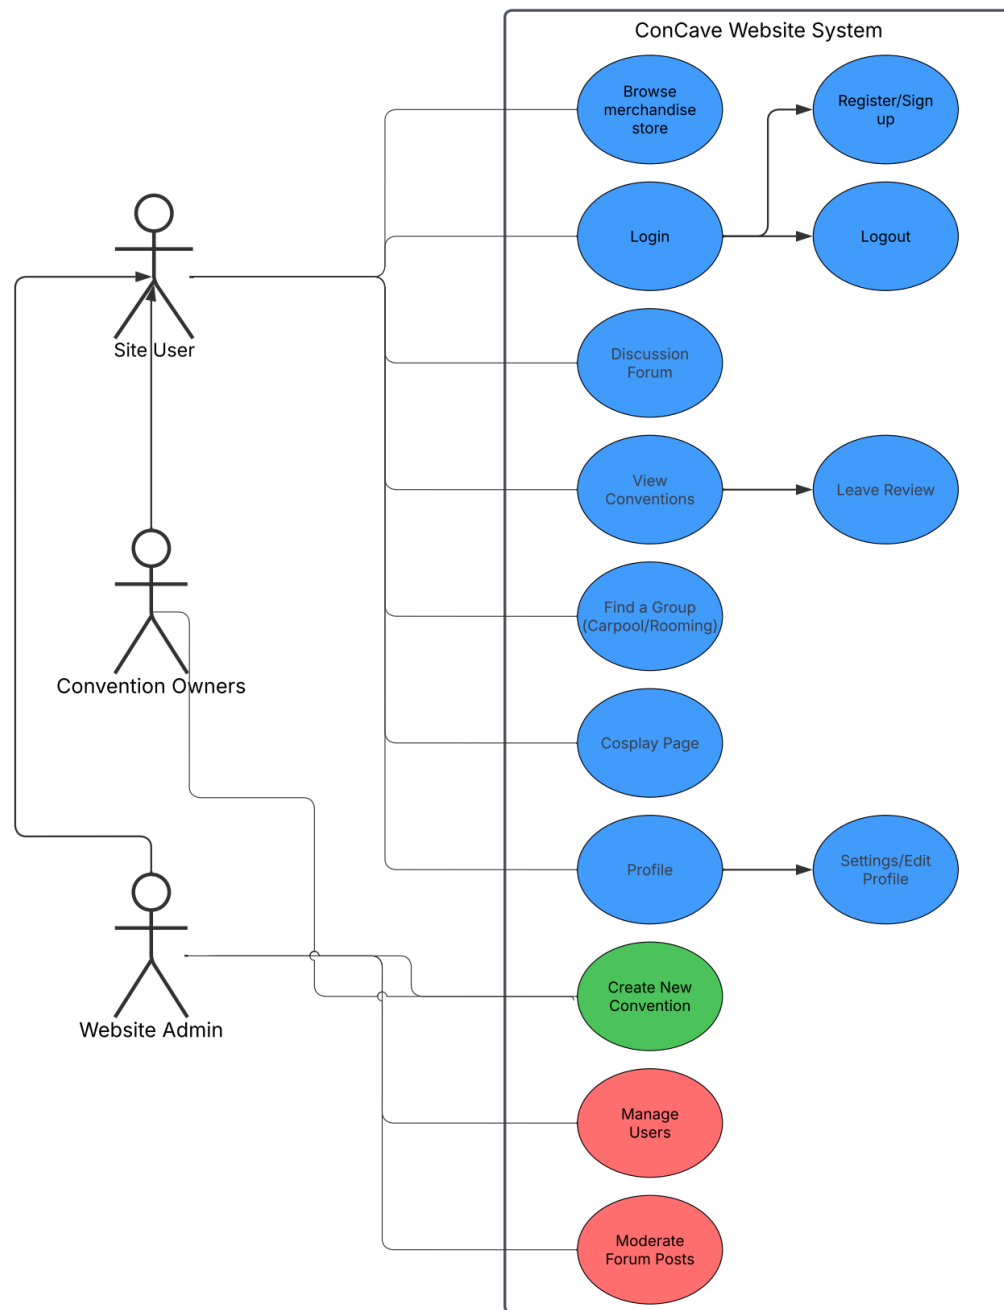 ConCave Website System
Browse
merchandise
store
Register/Sign
up
Login
Logout
Site User
Discussion
Forum
View
Conventions
Leave Review
Find a Group
(Carpool/Rooming)
Convention Owners
Cosplay Page
Profile
Settings/Edit
Profile
Create New
Convention
Website Admin
Manage
Users
Moderate
Forum Posts